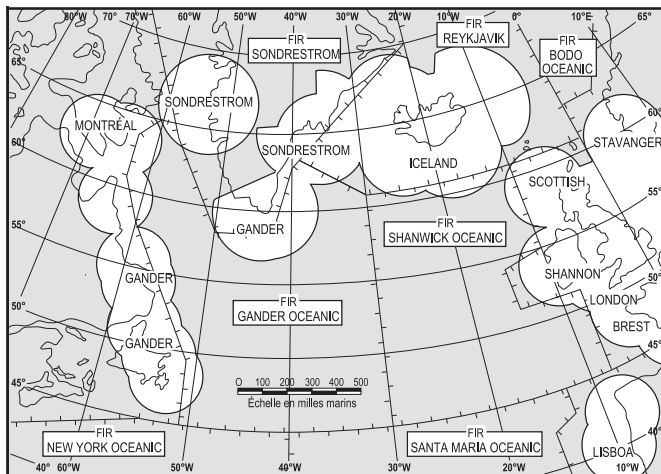 80°W 70°W
70°W
60°W
50°W
40°W
30°W
20°W
10°W
0°
10°E
65°
65°
FIR
SONDRESTROM
FIR
REYKJAVIK
FIR
BODO
OCEANIC
60°
60°
MONTRÉAL
SONDRESTROM
SONDRESTROM
ICELAND
STAVANGER
SCOTTISH
55°
55°
GANDER
FIR
SHANWICK OCEANIC
SHANNON
50°
50°
GANDER
FIR
GANDER OCEANIC
LONDON
BREST
45°
45°
GANDER
0 100 200 300 400 500
Échelle en milles marins
FIR
NEW YORK OCEANIC
FIR
SANTA MARIA OCEANIC
LISBOA
40°
40° 60°W
50°W
40°W
30°W
20°W
10°W